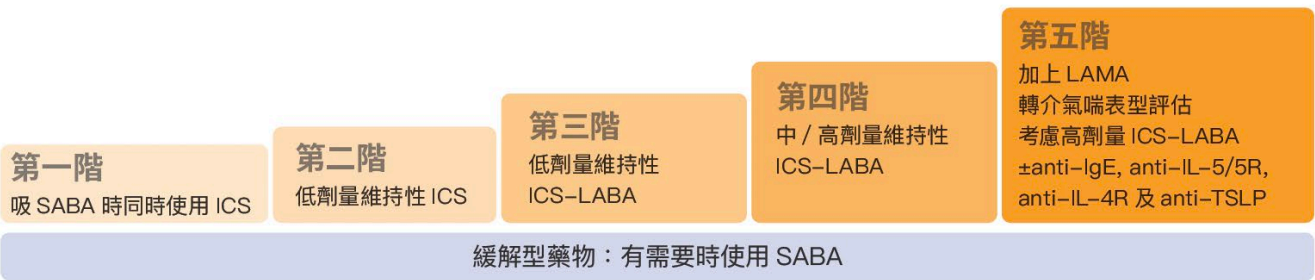 第一階
吸 SABA 時同時使用 ICS
第二階
低劑量維持性 ICS
第三階
低劑量維持性
ICS–LABA
第四階
中 / 高劑量維持性
ICS–LABA
第五階
加上 LAMA
轉介氣喘表型評估
考慮高劑量 ICS–LABA
±anti–IgE, anti–IL–5/5R,
anti–IL–4R 及 anti–TSLP
緩解型藥物：有需要時使用 SABA